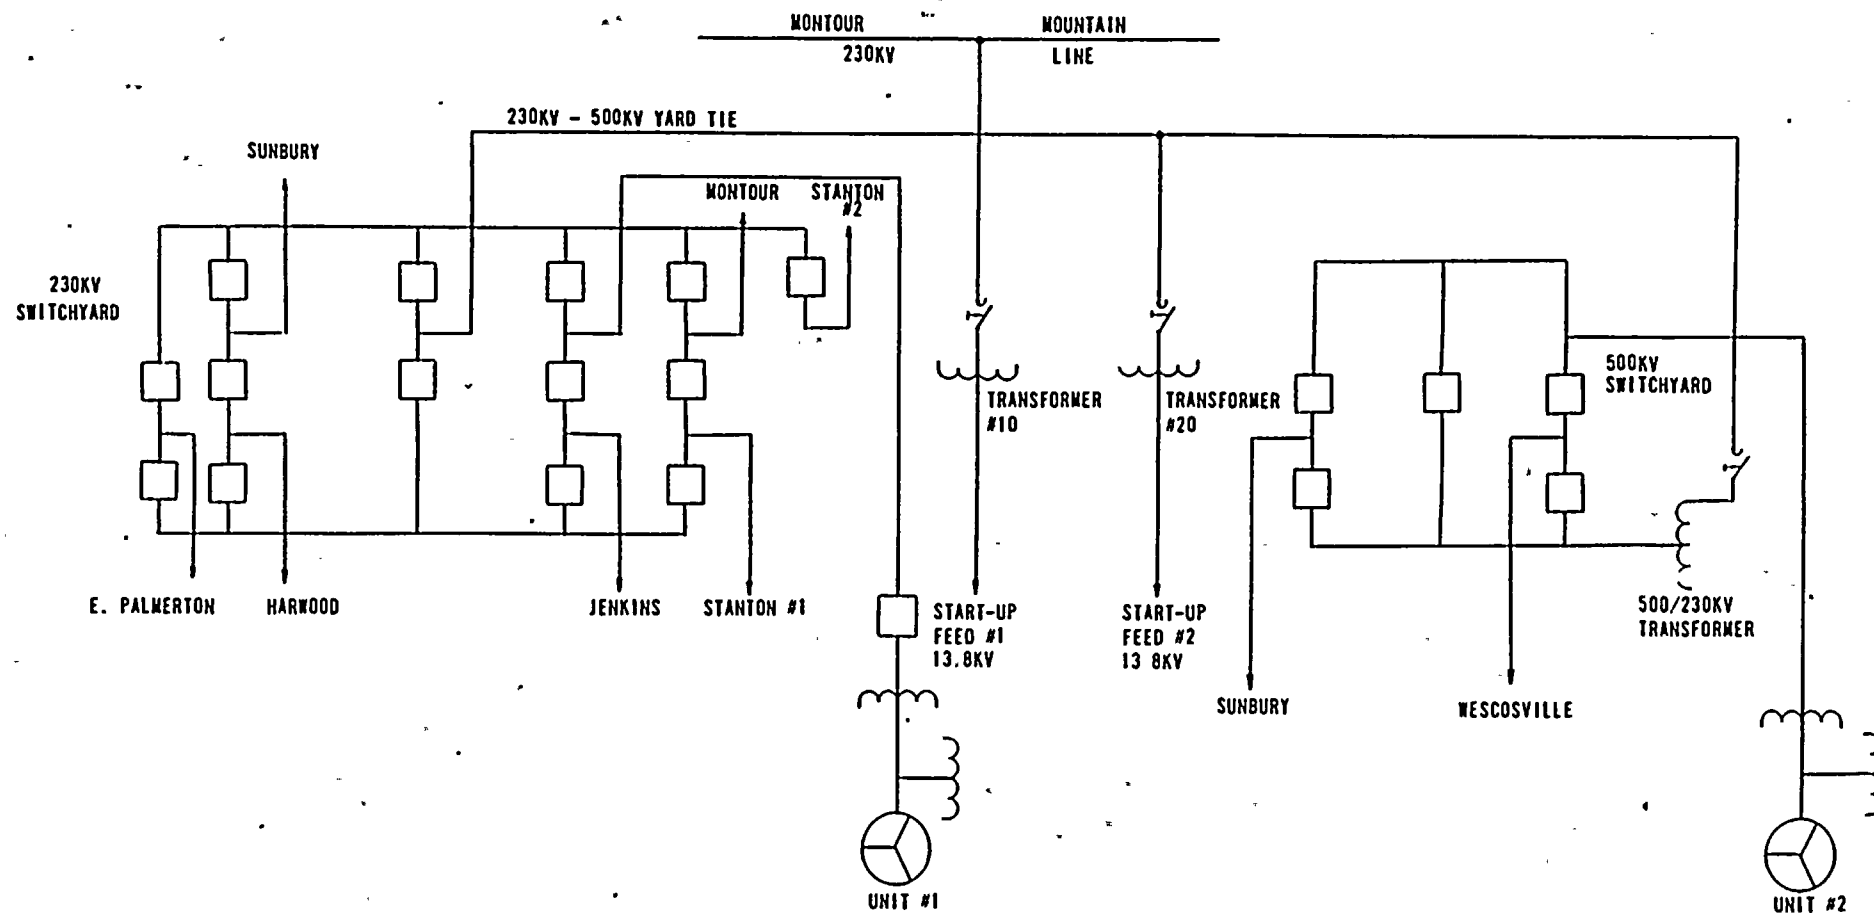 MONTOUR
MOUNTAIN
230KV
LINE
230KV - 500KV YARD TIE
SUNBURY
MONTOUR
STANTON
#2
230KV
SWITCHYARD
500KV
SWITCHYARD
TRANSFORMER
#10
TRANSFORMER
#20
E. PALMERTON
HARWOOD
JENKINS
STANTON #1
START-UP
FEED #1
13.8KV
START-UP
FEED #2
13 8KV
500/230KV
TRANSFORMER
SUNBURY
WESCOSVILLE
UNIT #1
UNIT #2